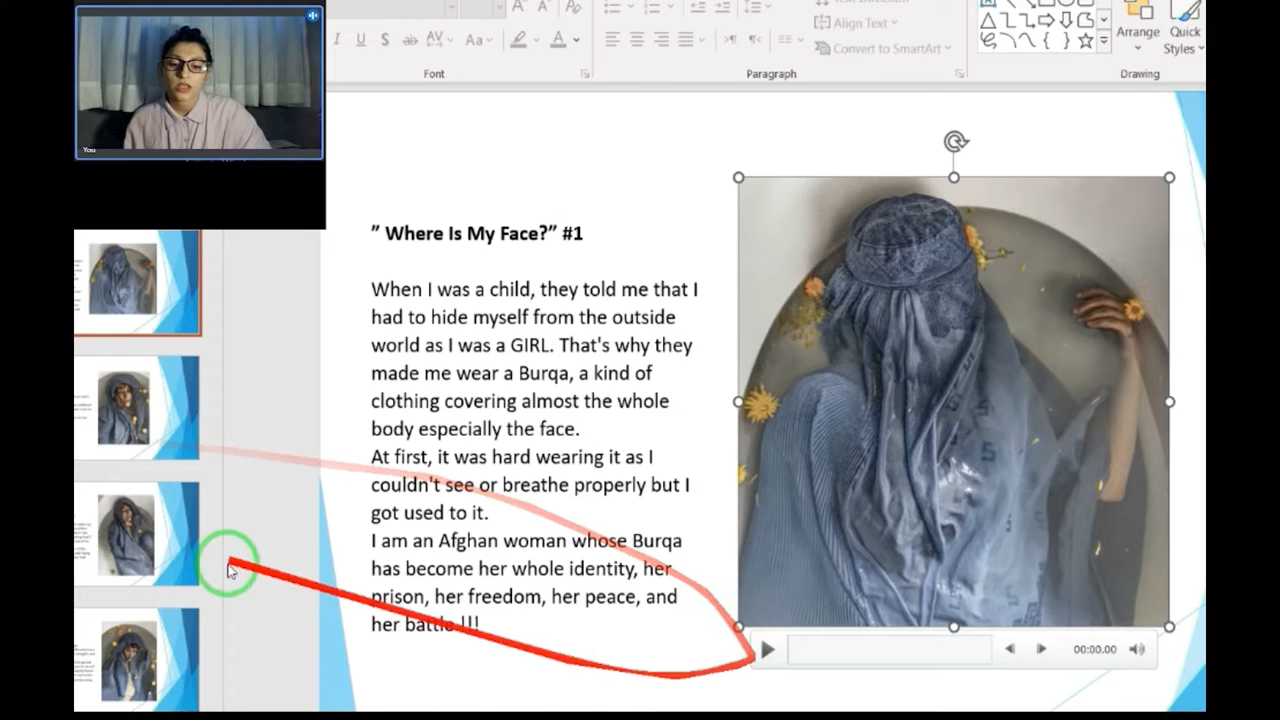 You
Aa
Align Text
Convert to SmartArt
Arrange
Quick
Styles
Font
Paragraph
Drawing
” Where Is My Face?” #1
When I was a child, they told me that I
had to hide myself from the outside
world as I was a GIRL. That's why they
made me wear a Burqa, a kind of
clothing covering almost the whole
body especially the face.
At first, it was hard wearing it as I
couldn't see or breathe properly but I
got used to it.
I am an Afghan woman whose Burqa
has become her whole identity, her
prison, her freedom, her peace, and
her battle.!!!
00:00.00